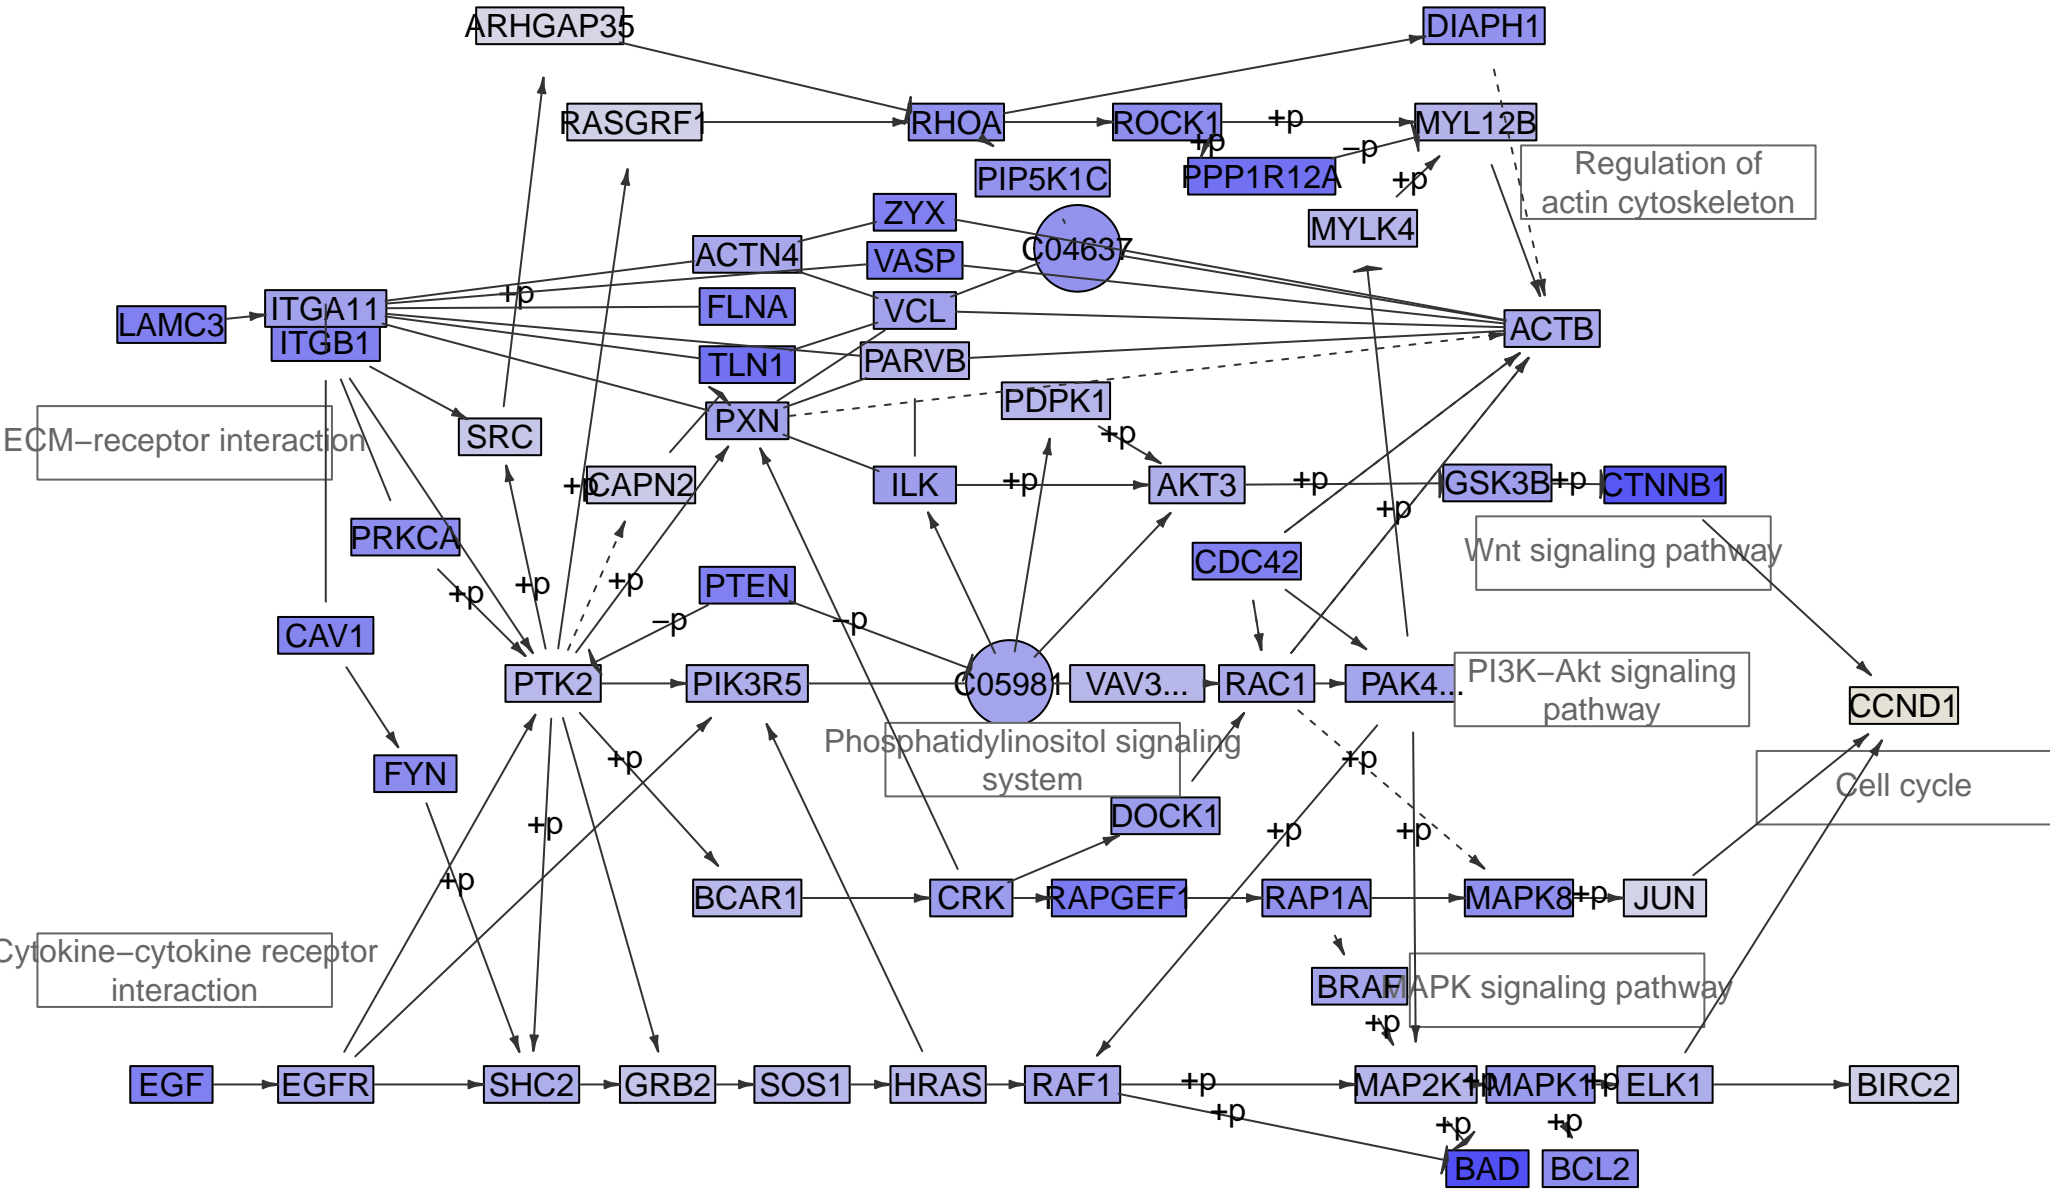 ARHGAP35
DIAPH1
RASGRF1
RHOA
ROCK1
+p
MYL12B
+p
−p
PIP5K1C
PPP1R12A
+p
Regulation of
actin cytoskeleton
ZYX
MYLK4
ACTN4
C04637
VASP
+p
ITGA11
FLNA
VCL
LAMC3
ITGB1
ACTB
TLN1
PARVB
PDPK1
PXN
SRC
+p
ECM−receptor interaction
+p
CAPN2
ILK
+p
AKT3
+p
GSK3B
+p
CTNNB1
+p
PRKCA
Wnt signaling pathway
CDC42
+p
+p
+p
PTEN
−p
−p
CAV1
PTK2
PIK3R5
C05981
VAV3...
RAC1
PAK4...
PI3K−Akt signaling
pathway
CCND1
Phosphatidylinositol signaling
system
+p
+p
FYN
Cell cycle
DOCK1
+p
+p
+p
+p
BCAR1
CRK
RAPGEF1
RAP1A
MAPK8
+p
JUN
Cytokine−cytokine receptor
interaction
BRAF
MAPK signaling pathway
+p
EGF
EGFR
SHC2
GRB2
SOS1
HRAS
RAF1
+p
MAP2K1
+p
MAPK1
+p
ELK1
BIRC2
+p
+p
+p
BAD
BCL2